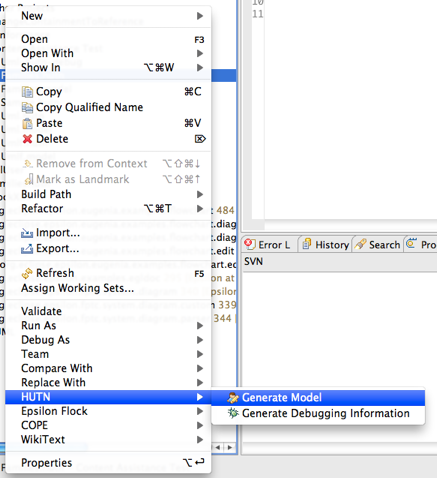 New
Open F3
Open With
Show In ⌥⌘W
Copy ⌘C
Copy Qualified Name
Paste ⌘V
Delete ⌦
Remove from Context ⌥⇧⌘↓
Mark as Landmark ⌥⇧⌘↑
Build Path
Refactor ⌥⌘T
Import...
Export...
Refresh F5
Assign Working Sets...
Validate
Run As
Debug As
Team
Compare With
Replace With
HUTN
Epsilon Flock
COPE
WikiText
Properties ⌥↩
Generate Model
Generate Debugging Information
10
11
484
.diag
.diag
.edit
art.ed
at
339
344
Error L
History
Search
Pro
SVN